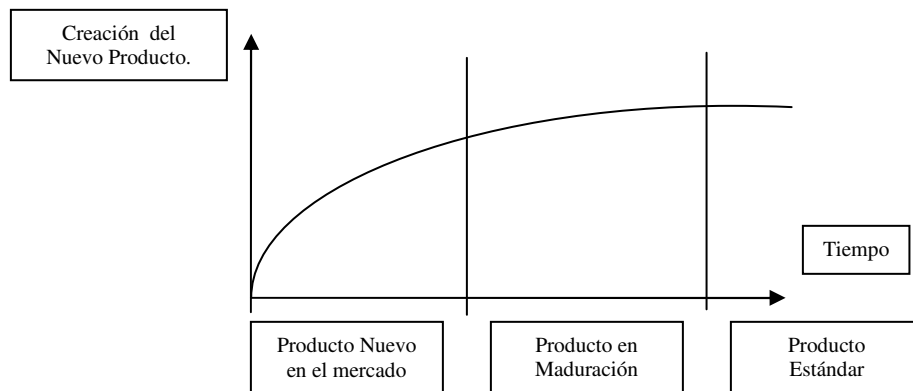 Creación del
Nuevo Producto.
Tiempo
Producto Nuevo
en el mercado
Producto en
Maduración
Producto
Estándar